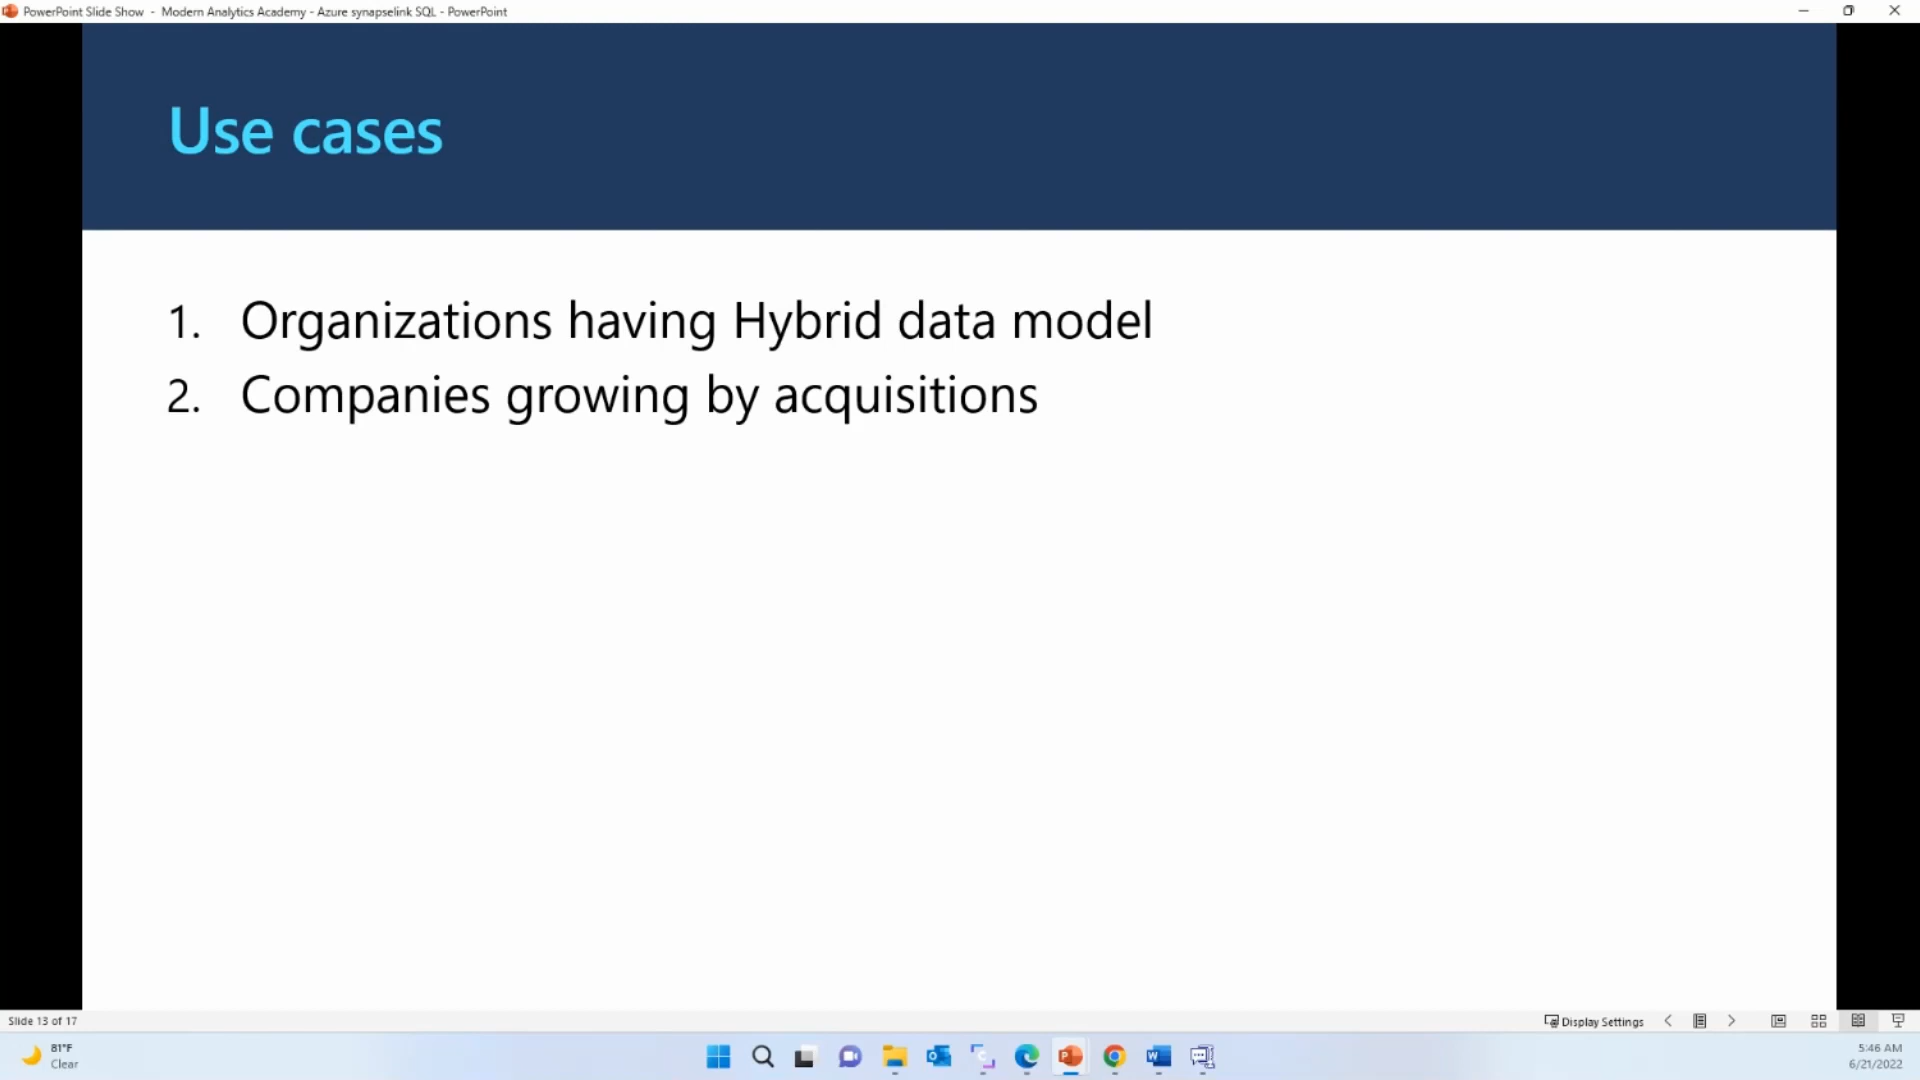 PowerPoint Slide Show - Modern Analytics Academy - Azure synapselink SQL - PowerPoint
Use cases
1. Organizations having Hybrid data model
2. Companies growing by acquisitions
Slide 13 of 17
Display Settings
81°F
Clear
5:46 AM
6/21/2022